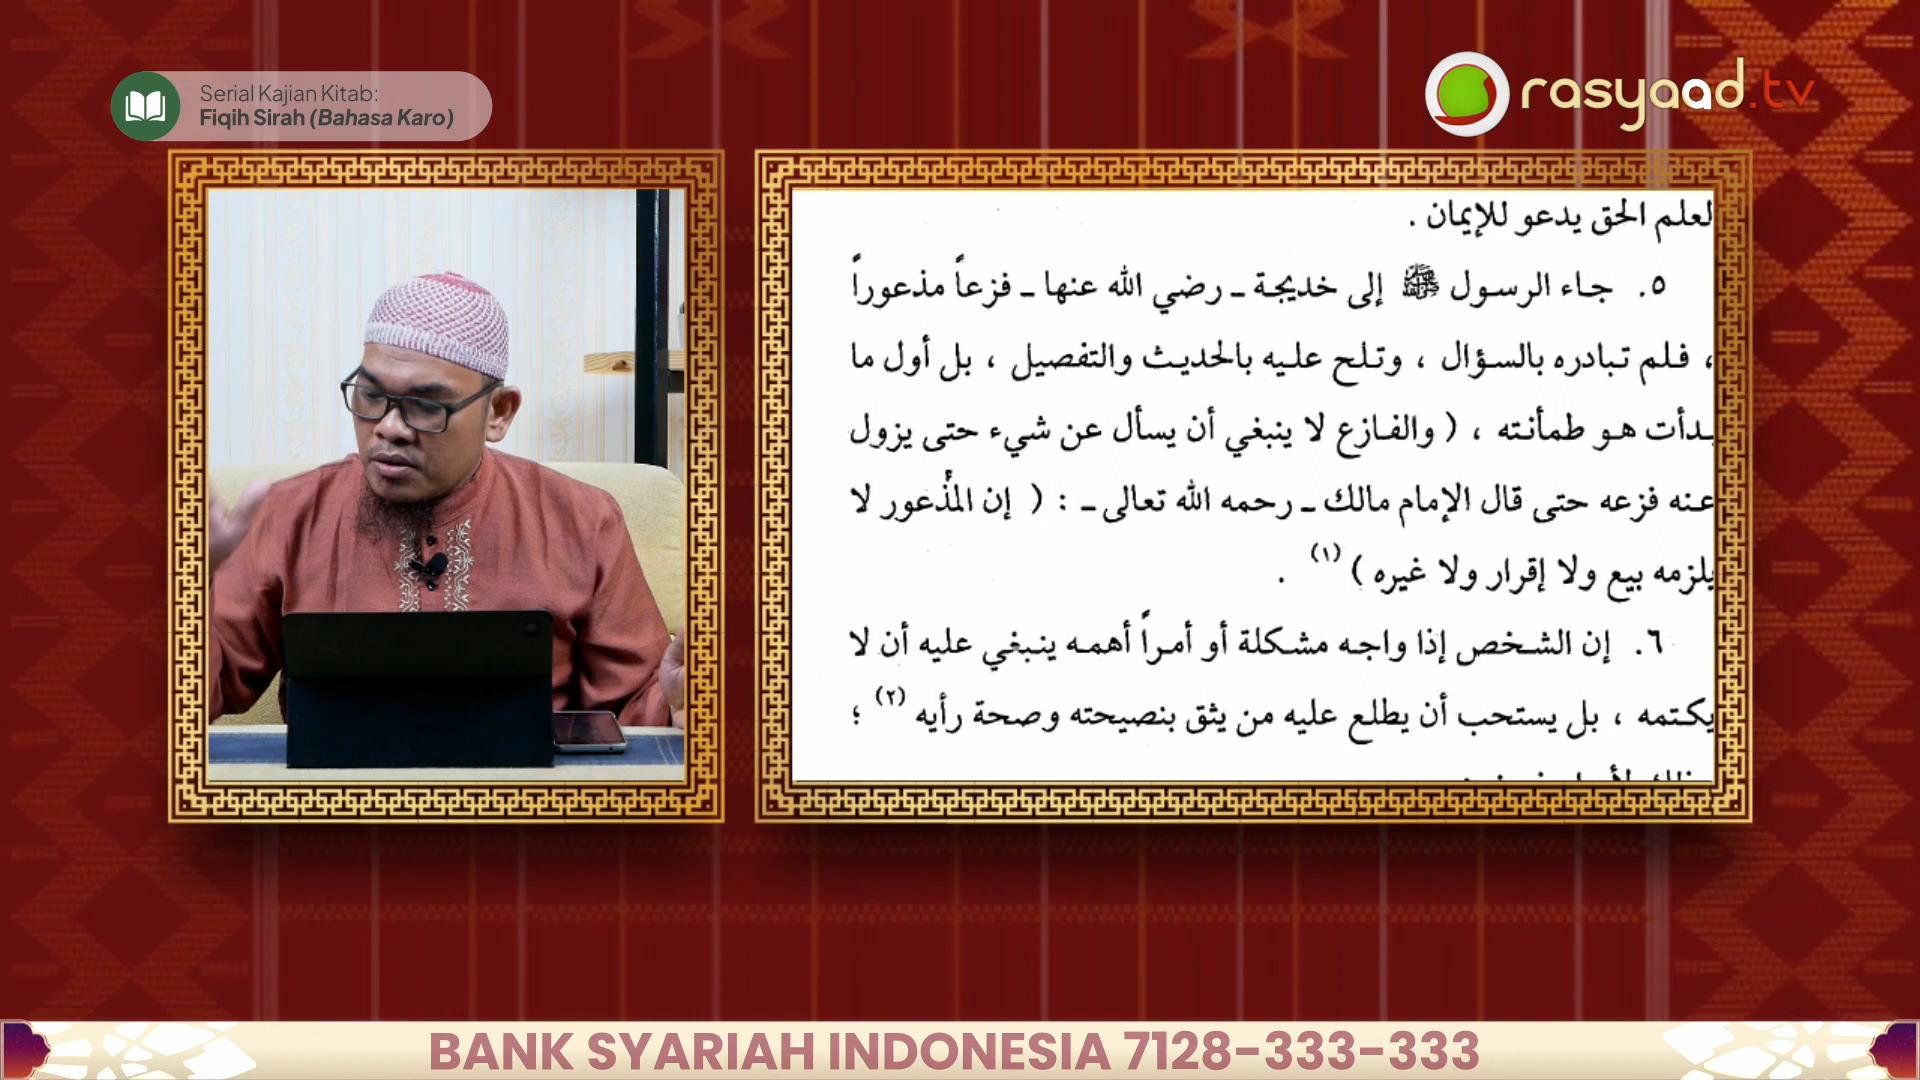 Serial Kajian Kitab:
Fiqih Sirah (Bahasa Karo)
rasyaad.tv
لعلم الحق يدعو للإيمان .
٥. جاء الرسول ﷺ إلى خديجة ـ رضي الله عنها ـ فزعاً مذعوراً
، فلم تبادره بالسؤال ، وتلح عليه بالحديث والتفصيل ، بل أول ما
بدأت هو طمأنته ، ( والفازع لا ينبغي أن يسأل عن شيء حتى يزول
عنه فزعه حتى قال الإمام مالك ـ رحمه الله تعالى ـ : ( إن المذْعور لا
يلزمه بيع ولا إقرار ولا غيره ) (١) .
٦. إن الشخص إذا واجه مشكلة أو أمراً أهمه ينبغي عليه أن لا
يكتمه ، بل يستحب أن يطلع عليه من يثق بنصيحته وصحة رأيه (٢) ؛
BANK SYARIAH INDONESIA 7128-333-333